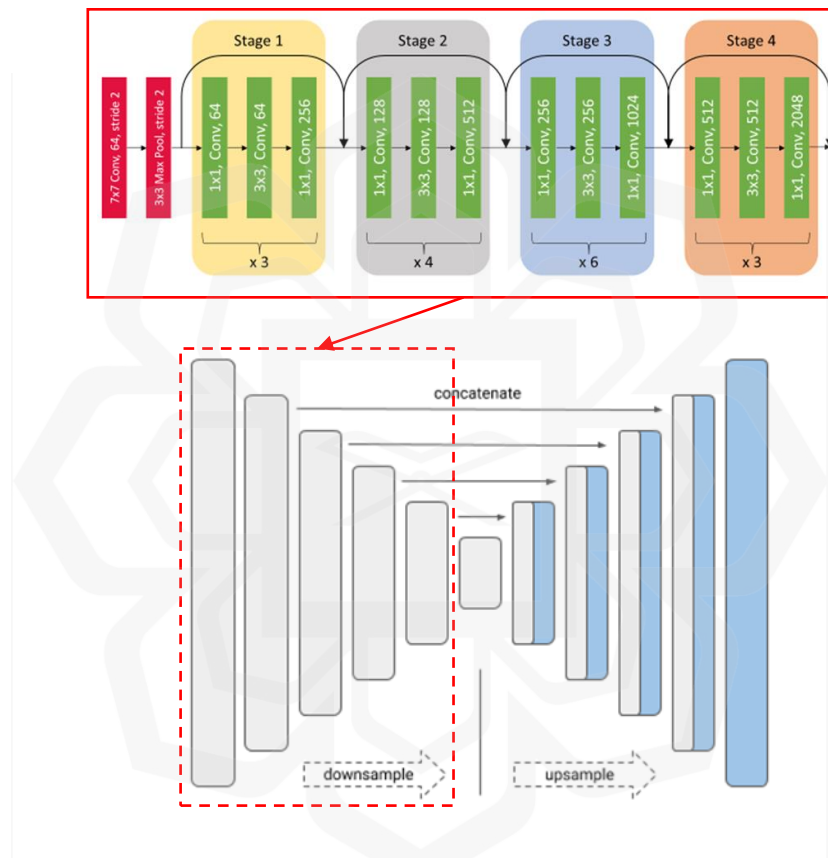 Stage 1
Stage 2
Stage 3
Stage 4
7x7 Conv, 64, stride 2
3x3 Max Pool, stride 2
1x1, Conv, 64
3x3, Conv, 64
1x1, Conv, 256
1x1, Conv, 128
3x3, Conv, 128
1x1, Conv, 512
1x1, Conv, 256
3x3, Conv, 256
1x1, Conv, 1024
1x1, Conv, 512
3x3, Conv, 512
1x1, Conv, 2048
x 3
x 4
x 6
x 3
concatenate
downsample
upsample